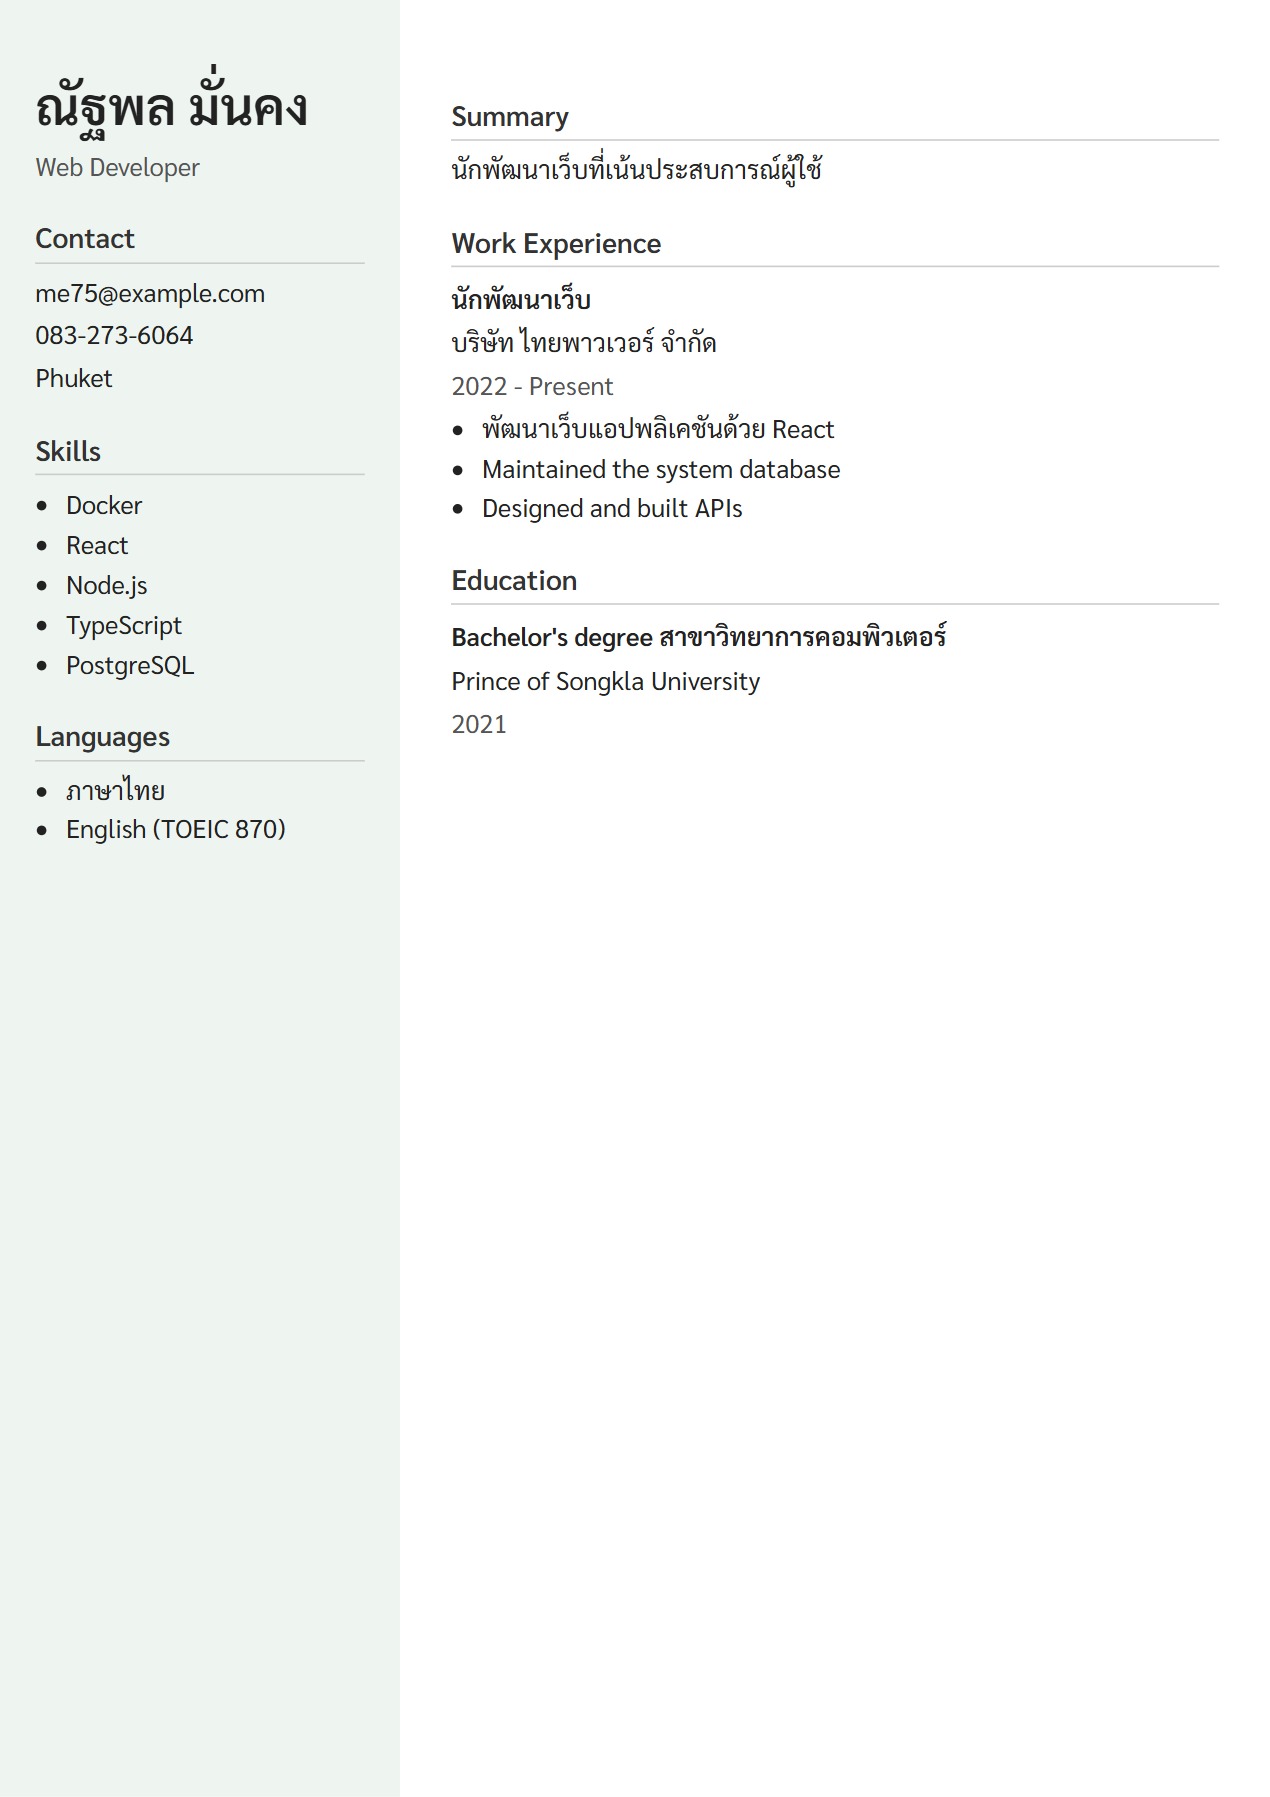 ณัฐพล มั่นคง
Web Developer
Contact
me75@example.com
083-273-6064
Phuket
Skills
• Docker
• React
• Node.js
• TypeScript
• PostgreSQL
Languages
• ภาษาไทย
• English (TOEIC 870)
Summary
นักพัฒนาเว็บที่เน้นประสบการณ์ผู้ใช้
Work Experience
นักพัฒนาเว็บ
บริษัท ไทยพาวเวอร์ จำกัด
2022 - Present
• พัฒนาเว็บแอปพลิเคชันด้วย React
• Maintained the system database
• Designed and built APIs
Education
Bachelor's degree สาขาวิทยาการคอมพิวเตอร์
Prince of Songkla University
2021